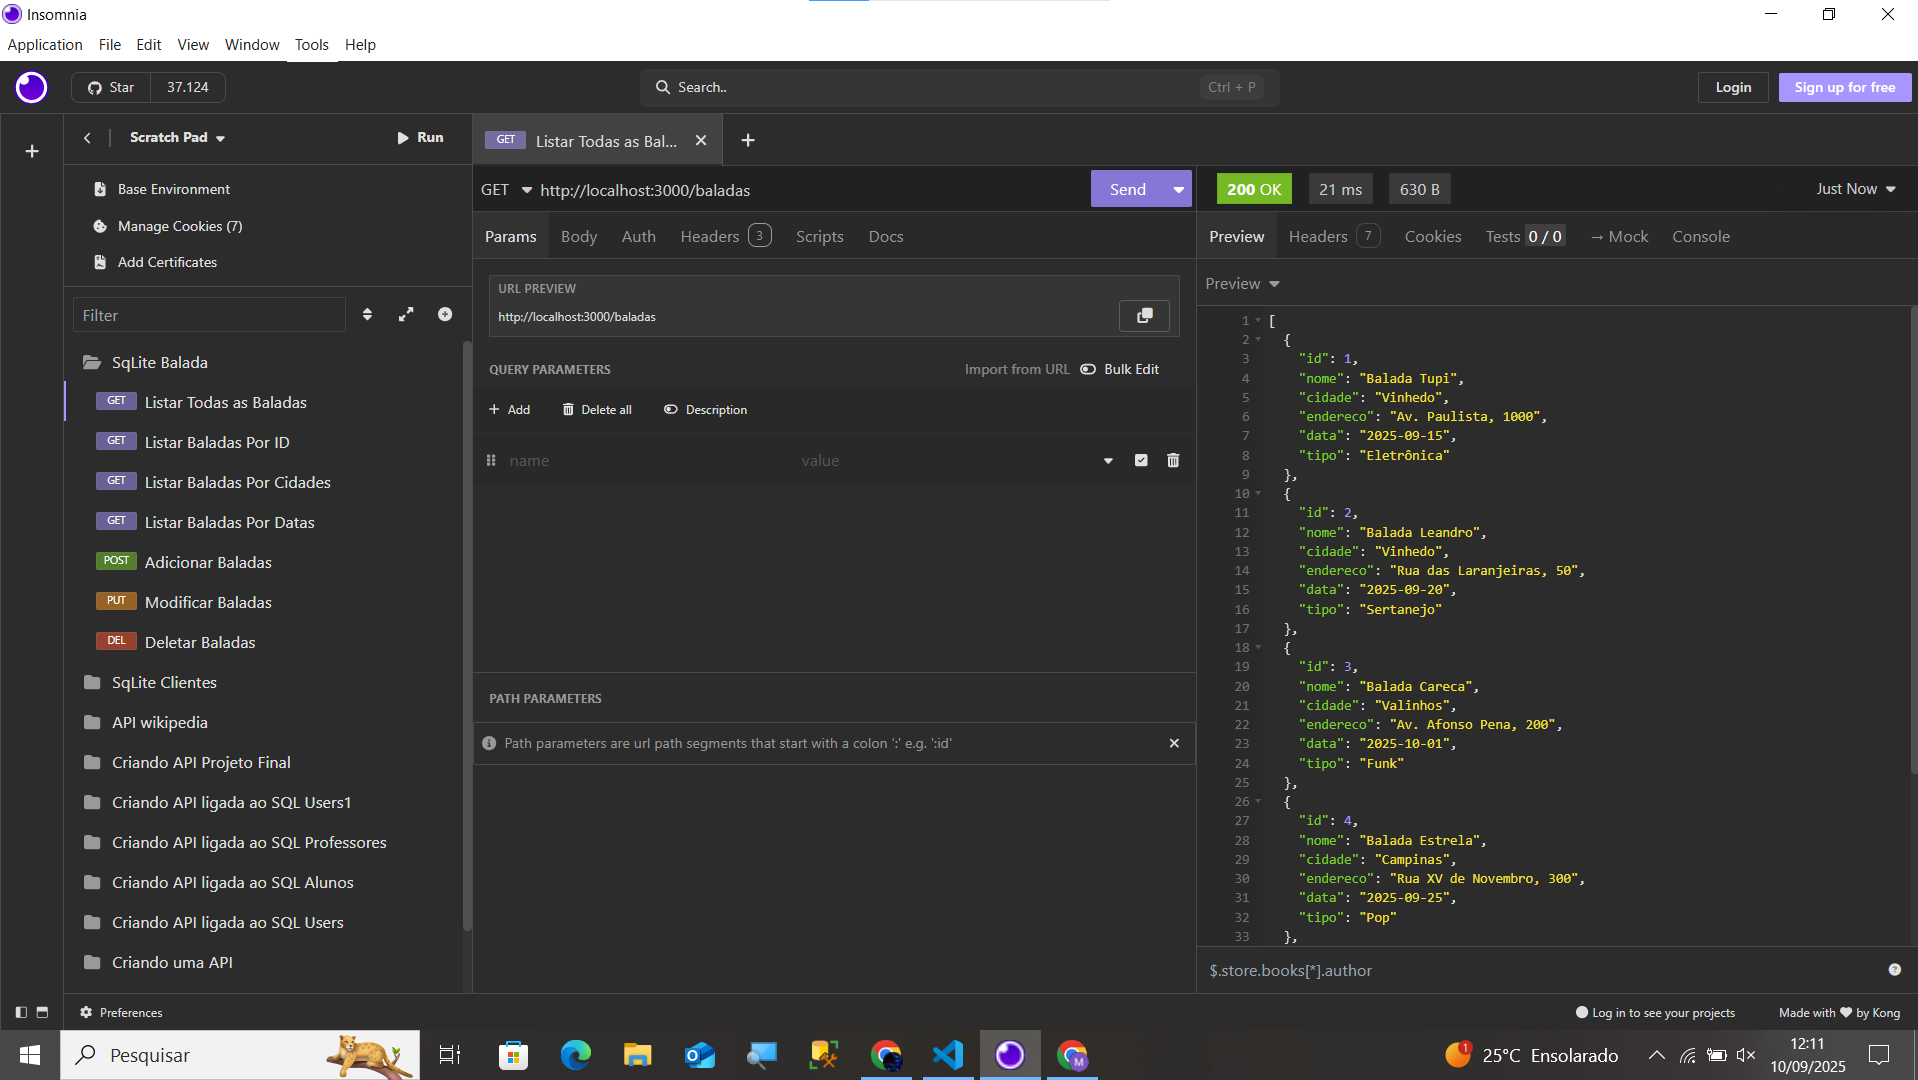 Insomnia
Application File Edit View Window Tools Help
Star 37.124
Search.. Ctrl + P
Login Sign up for free
Scratch Pad Run
Base Environment
Manage Cookies (7)
Add Certificates
Filter
SqLite Balada
GET Listar Todas as Baladas
GET Listar Baladas Por ID
GET Listar Baladas Por Cidades
GET Listar Baladas Por Datas
POST Adicionar Baladas
PUT Modificar Baladas
DEL Deletar Baladas
SqLite Clientes
API wikipedia
Criando API Projeto Final
Criando API ligada ao SQL Users1
Criando API ligada ao SQL Professores
Criando API ligada ao SQL Alunos
Criando API ligada ao SQL Users
Criando uma API
GET Listar Todas as Bal...
GET http://localhost:3000/baladas Send
Params Body Auth Headers 3 Scripts Docs
URL PREVIEW
http://localhost:3000/baladas
QUERY PARAMETERS Import from URL Bulk Edit
Add Delete all Description
name value
PATH PARAMETERS
Path parameters are url path segments that start with a colon ':' e.g. ':id'
200 OK 21 ms 630 B Just Now
Preview Headers 7 Cookies Tests 0 / 0 → Mock Console
Preview
1 [
2 {
3 "id": 1,
4 "nome": "Balada Tupi",
5 "cidade": "Vinhedo",
6 "endereco": "Av. Paulista, 1000",
7 "data": "2025-09-15",
8 "tipo": "Eletrônica"
9 },
10 {
11 "id": 2,
12 "nome": "Balada Leandro",
13 "cidade": "Vinhedo",
14 "endereco": "Rua das Laranjeiras, 50",
15 "data": "2025-09-20",
16 "tipo": "Sertanejo"
17 },
18 {
19 "id": 3,
20 "nome": "Balada Careca",
21 "cidade": "Valinhos",
22 "endereco": "Av. Afonso Pena, 200",
23 "data": "2025-10-01",
24 "tipo": "Funk"
25 },
26 {
27 "id": 4,
28 "nome": "Balada Estrela",
29 "cidade": "Campinas",
30 "endereco": "Rua XV de Novembro, 300",
31 "data": "2025-09-25",
32 "tipo": "Pop"
33 },
$.store.books[*].author
Preferences
Log in to see your projects Made with ❤ by Kong
Pesquisar
M
1
25°C Ensolarado
12:11
10/09/2025